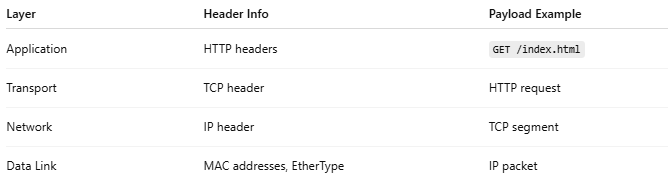 Layer Header Info Payload Example
Application HTTP headers GET /index.html
Transport TCP header HTTP request
Network IP header TCP segment
Data Link MAC addresses, EtherType IP packet